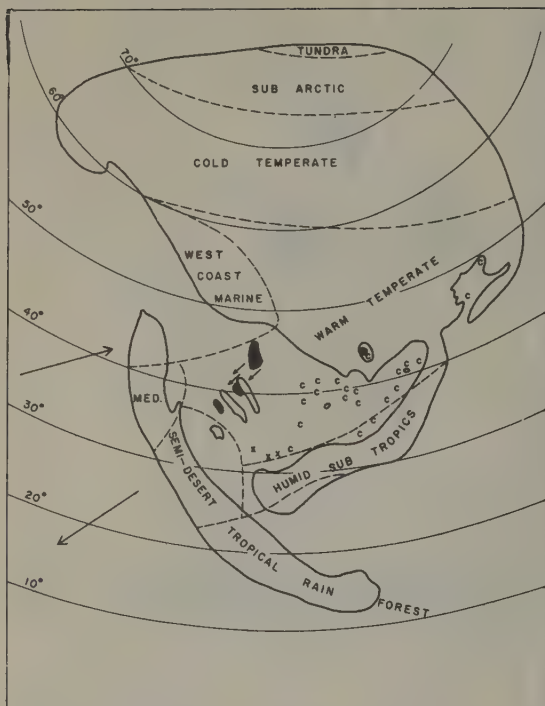 TUNDRA
70°
SUB ARCTIC
60°
COLD TEMPERATE
50°
WEST
COAST
MARINE
WARM TEMPERATE
C
C
40°
C
C C
C C C C C
C C C
C C C
MED.
C C
C C
30°
X X X C
SEMI-DESERT
HUMID SUB TROPICS
20°
TROPICAL RAIN
FOREST
10°